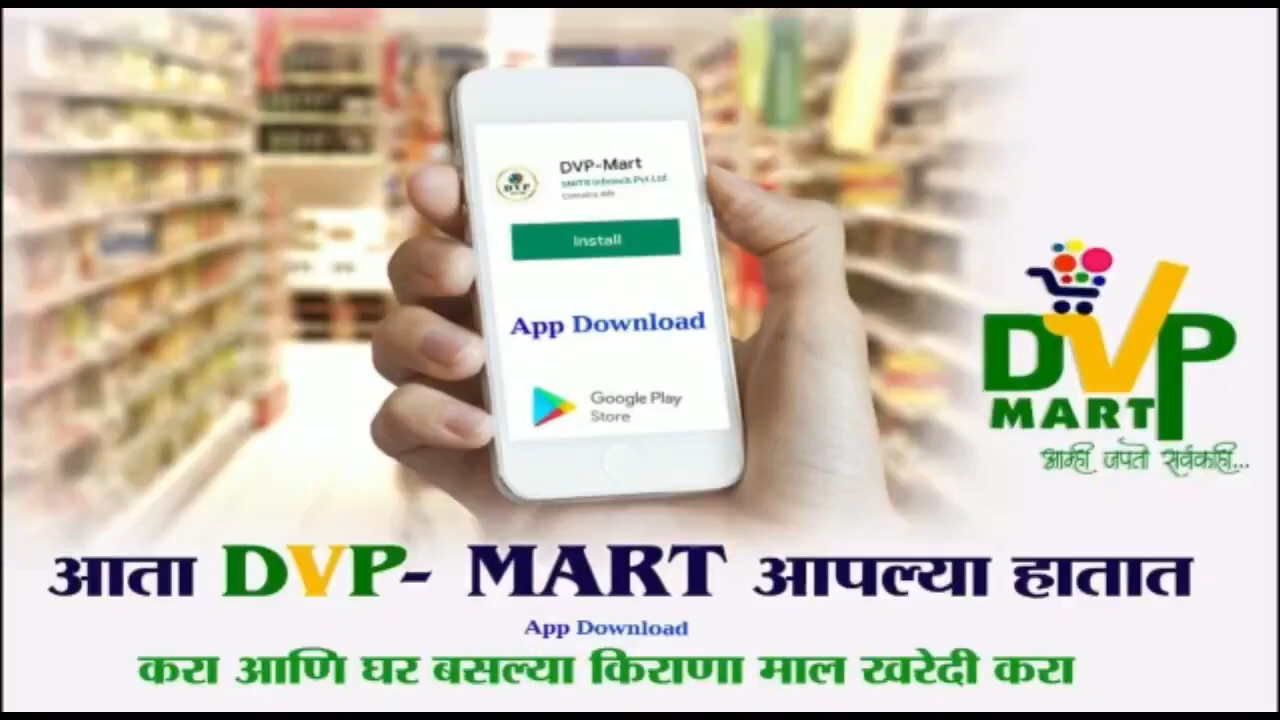 DVP-Mart
Install
App Download
Google Play
Store
DVP
DVP
MART
आम्ही जपतो सर्वकाही...
आता DVP- MART आपल्या हातात
App Download
करा आणि घर बसल्या किराणा माल खरेदी करा